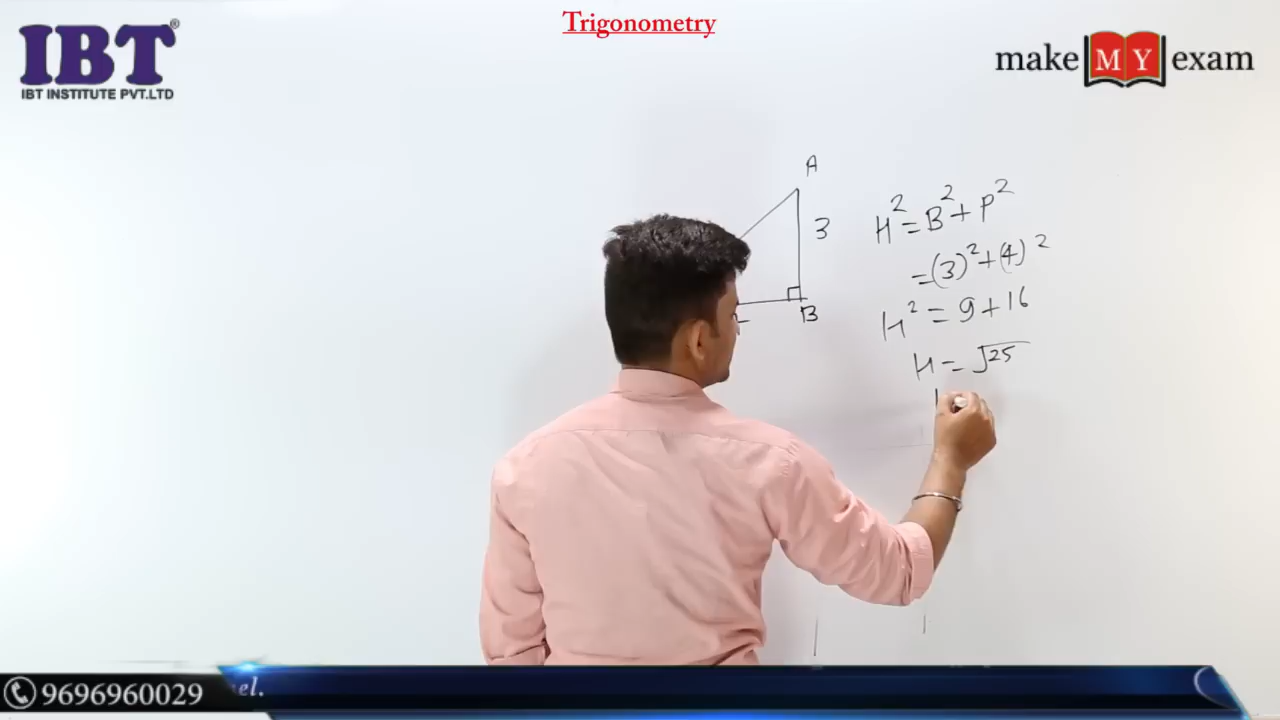 Trigonometry
IBT®
IBT INSTITUTE PVT.LTD
make MY exam
A
3
B
H² = B² + P²
= (3)² + (4)²
H² = 9 + 16
H = √25
9696960029
el.